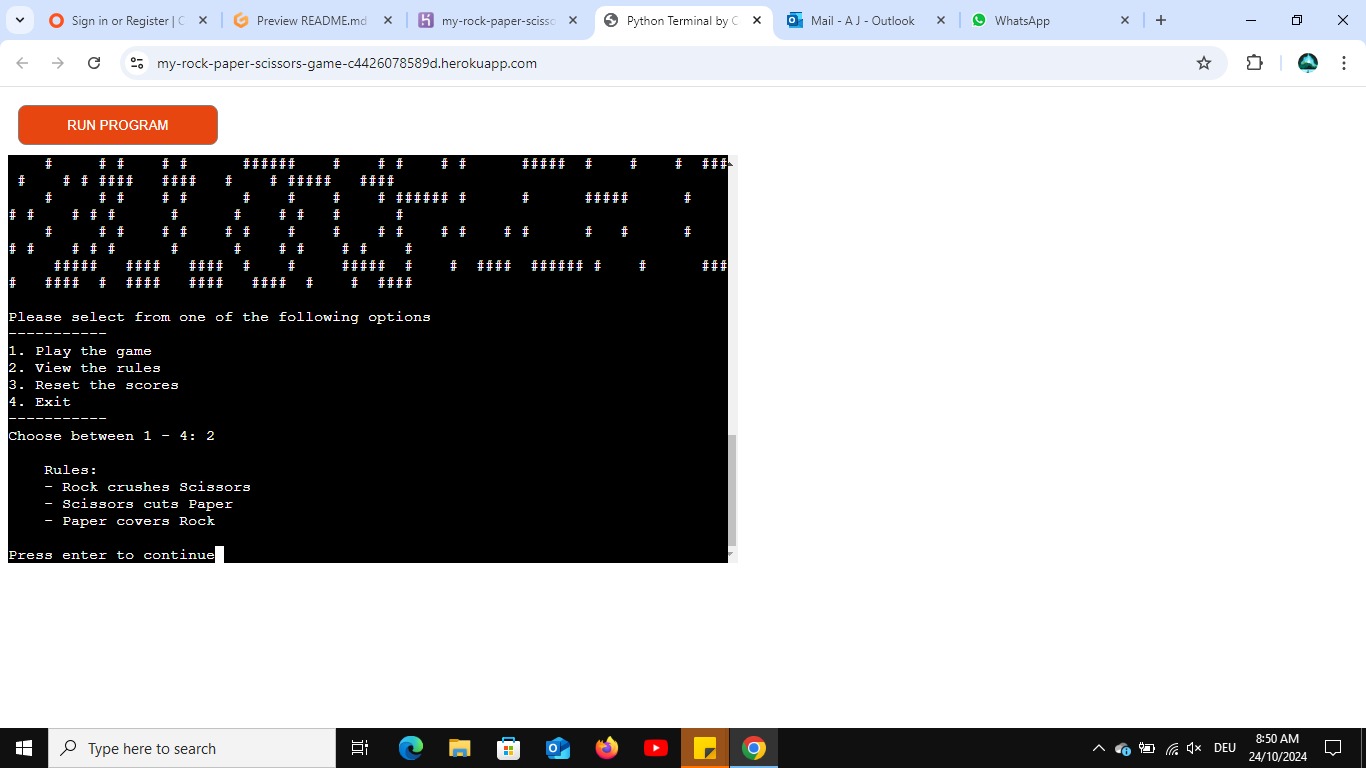 Sign in or Register | C
Preview README.md
my-rock-paper-scisso
Python Terminal by C
Mail - A J - Outlook
WhatsApp
my-rock-paper-scissors-game-c4426078589d.herokuapp.com
RUN PROGRAM
Please select from one of the following options
-----------
1. Play the game
2. View the rules
3. Reset the scores
4. Exit
-----------
Choose between 1 - 4: 2
Rules:
- Rock crushes Scissors
- Scissors cuts Paper
- Paper covers Rock
Press enter to continue
Type here to search
DEU
8:50 AM
24/10/2024